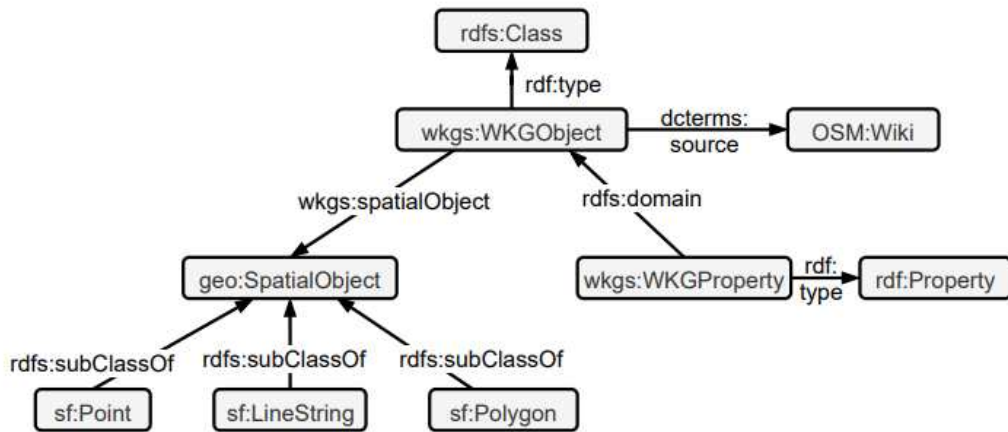 rdfs:Class
rdf:type
wkgs:WKGObject
dcterms:
source
OSM:Wiki
wkgs:spatialObject
rdfs:domain
geo:SpatialObject
wkgs:WKGProperty
rdf:
type
rdf:Property
rdfs:subClassOf
rdfs:subClassOf
rdfs:subClassOf
sf:Point
sf:LineString
sf:Polygon